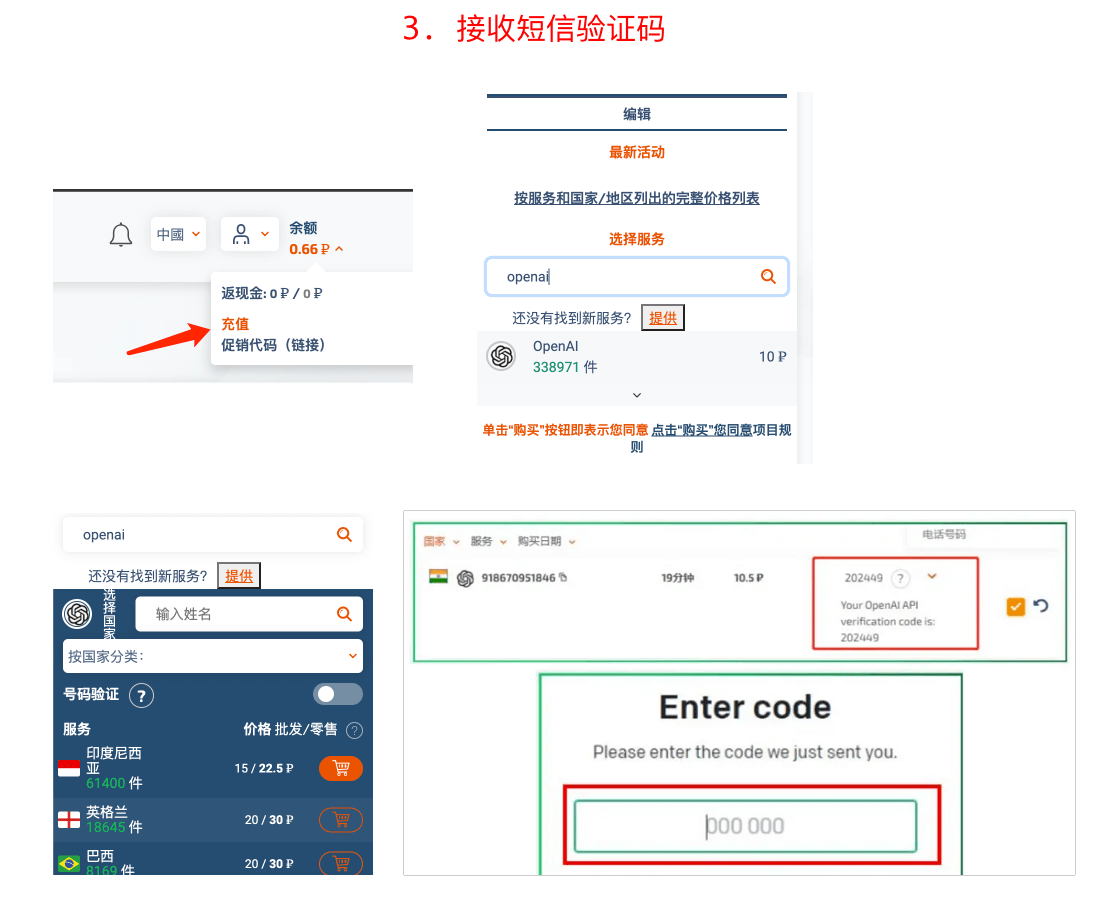 3. 接收短信验证码
中國
余额
0.66 ₽
返现金: 0 ₽ / 0 ₽
充值
促销代码（链接）
编辑
最新活动
按服务和国家/地区列出的完整价格列表
选择服务
openai
还没有找到新服务? 提供
OpenAI
338971 件
10 ₽
单击“购买”按钮即表示您同意 点击“购买”您同意项目规
则
openai
还没有找到新服务? 提供
选择国家
输入姓名
按国家分类:
号码验证 ?
服务
价格 批发/零售 ?
印度尼西
亚
61400 件
15 / 22.5 ₽
英格兰
18645 件
20 / 30 ₽
巴西
8169 件
20 / 30 ₽
国家 服务 购买日期
电话号码
918670951846
19分钟
10.5 ₽
202449 ?
Your OpenAI API
verification code is:
202449
Enter code
Please enter the code we just sent you.
000 000